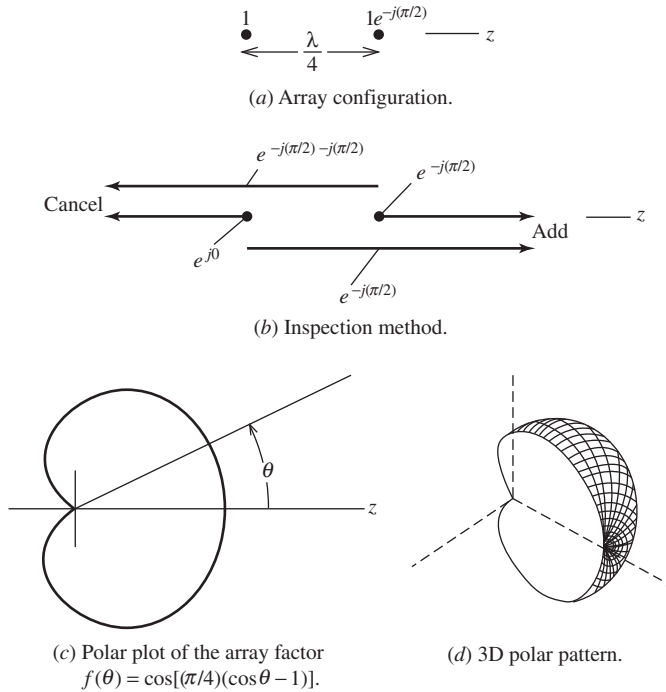 1 1e^{-j(π/2)}
λ/4 z
(a) Array configuration.
e^{-j(π/2) -j(π/2)}
e^{-j(π/2)}
Cancel
z
Add
e^{j0}
e^{-j(π/2)}
(b) Inspection method.
θ
z
(c) Polar plot of the array factor
f(θ) = cos[(π/4)(cosθ – 1)].
(d) 3D polar pattern.